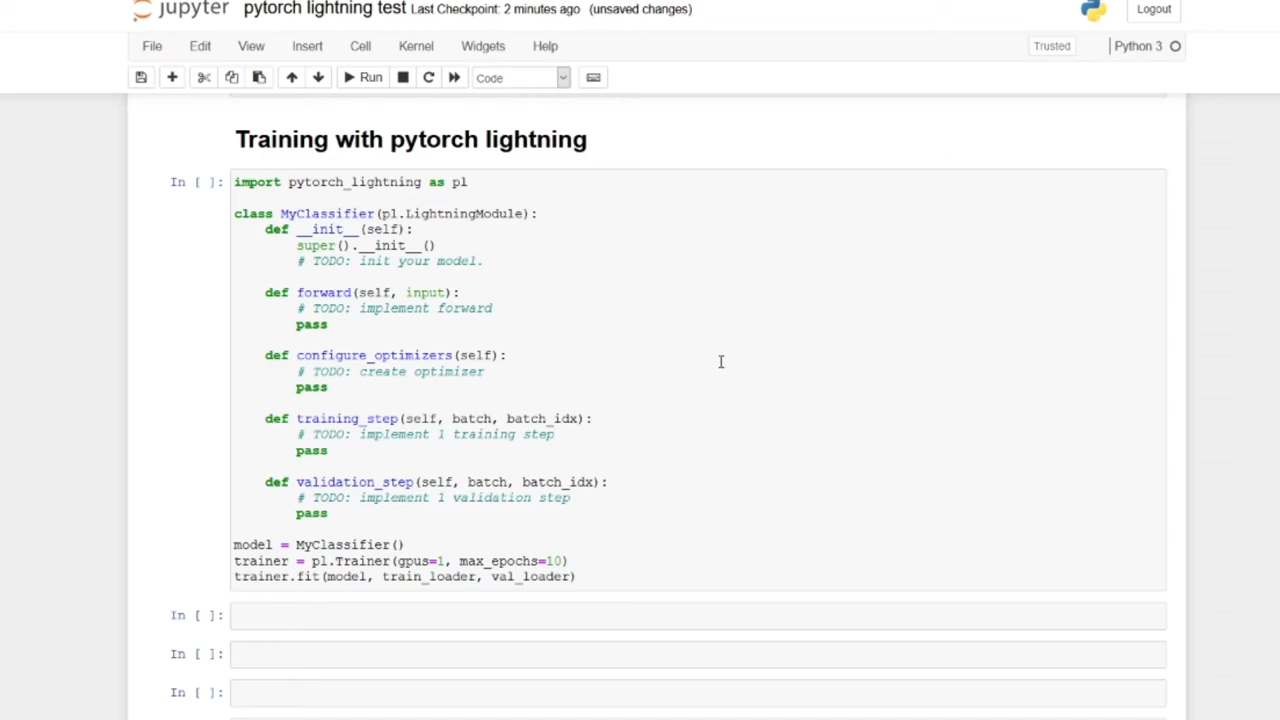 jupyter pytorch lightning test Last Checkpoint: 2 minutes ago (unsaved changes) Logout
File Edit View Insert Cell Kernel Widgets Help Trusted Python 3
Run Code
Training with pytorch lightning
In [ ]:
import pytorch_lightning as pl
class MyClassifier(pl.LightningModule):
    def __init__(self):
        super().__init__()
        # TODO: init your model.
    def forward(self, input):
        # TODO: implement forward
        pass
    def configure_optimizers(self):
        # TODO: create optimizer
        pass
    def training_step(self, batch, batch_idx):
        # TODO: implement 1 training step
        pass
    def validation_step(self, batch, batch_idx):
        # TODO: implement 1 validation step
        pass
model = MyClassifier()
trainer = pl.Trainer(gpus=1, max_epochs=10)
trainer.fit(model, train_loader, val_loader)
In [ ]:
In [ ]:
In [ ]: